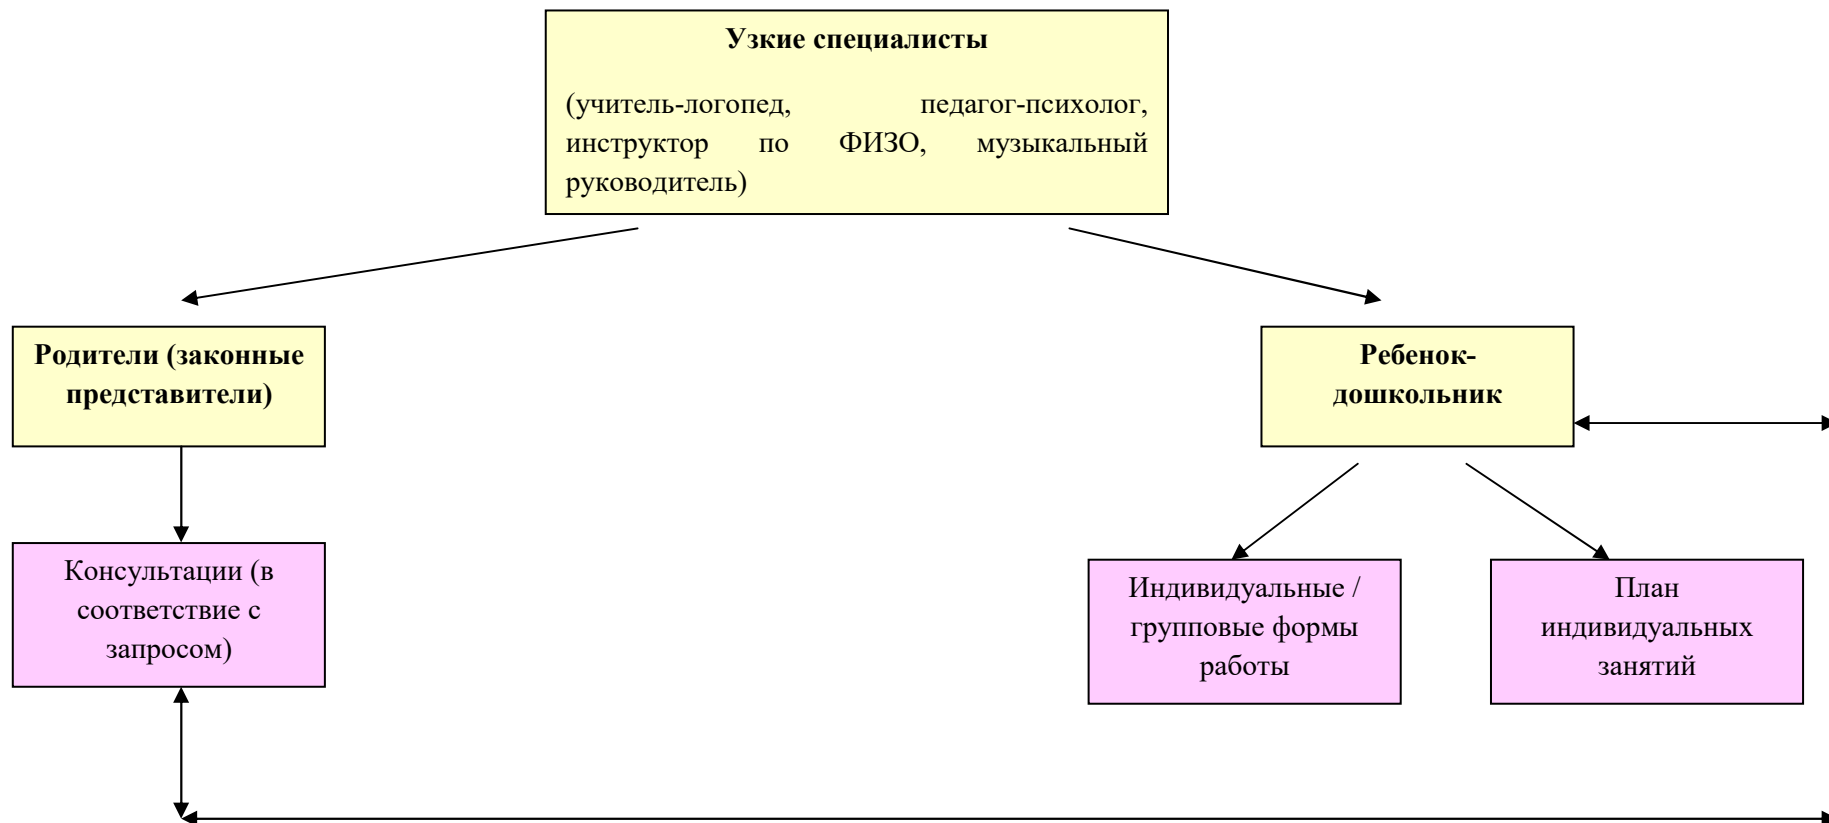 Узкие специалисты
(учитель-логопед, педагог-психолог,
инструктор по ФИЗО, музыкальный
руководитель)
Родители (законные
представители)
Ребенок-
дошкольник
Консультации (в
соответствие с
запросом)
Индивидуальные /
групповые формы
работы
План
индивидуальных
занятий